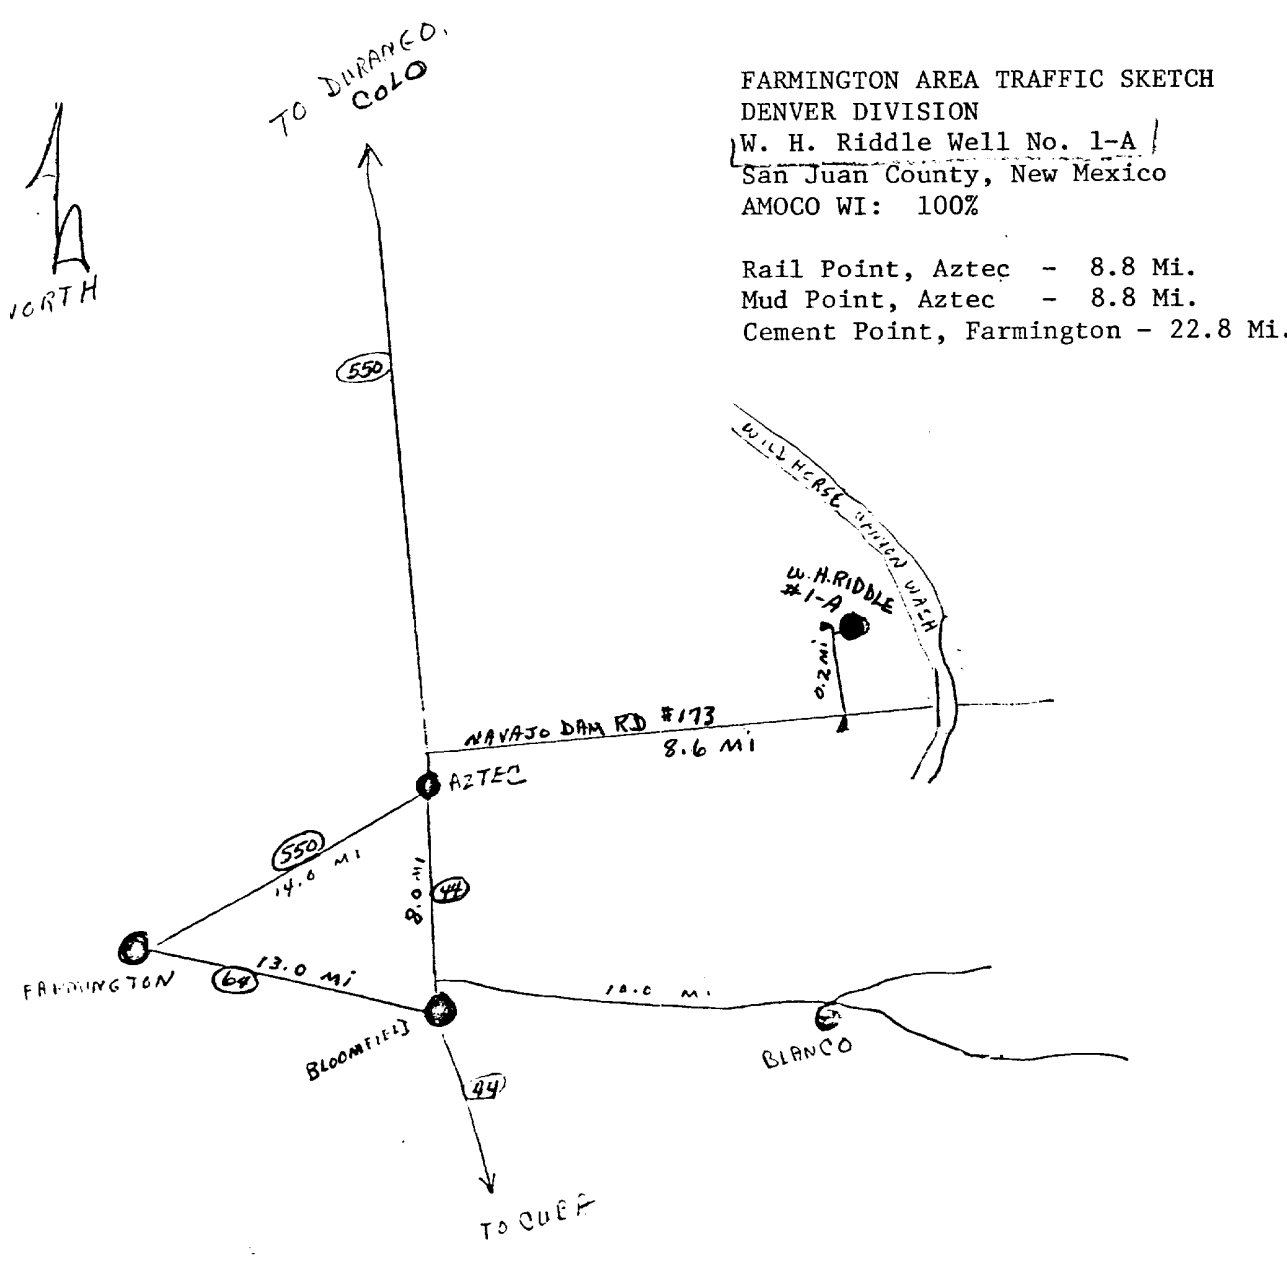 TO DURANGO,
COLO
FARMINGTON AREA TRAFFIC SKETCH
DENVER DIVISION
W. H. Riddle Well No. 1-A
San Juan County, New Mexico
AMOCO WI: 100%
NORTH
Rail Point, Aztec - 8.8 Mi.
Mud Point, Aztec - 8.8 Mi.
Cement Point, Farmington - 22.8 Mi.
550
WILD HORSE CANYON WASH
W. H. RIDDLE
#1-A
0.2 Mi
NAVAJO DAM RD #173
8.6 Mi
AZTEC
550
14.0 MI
8.0 MI
44
FARMINGTON
64
13.0 Mi
10.0 Mi
BLOOMFIELD
BLANCO
44
TO CUBA